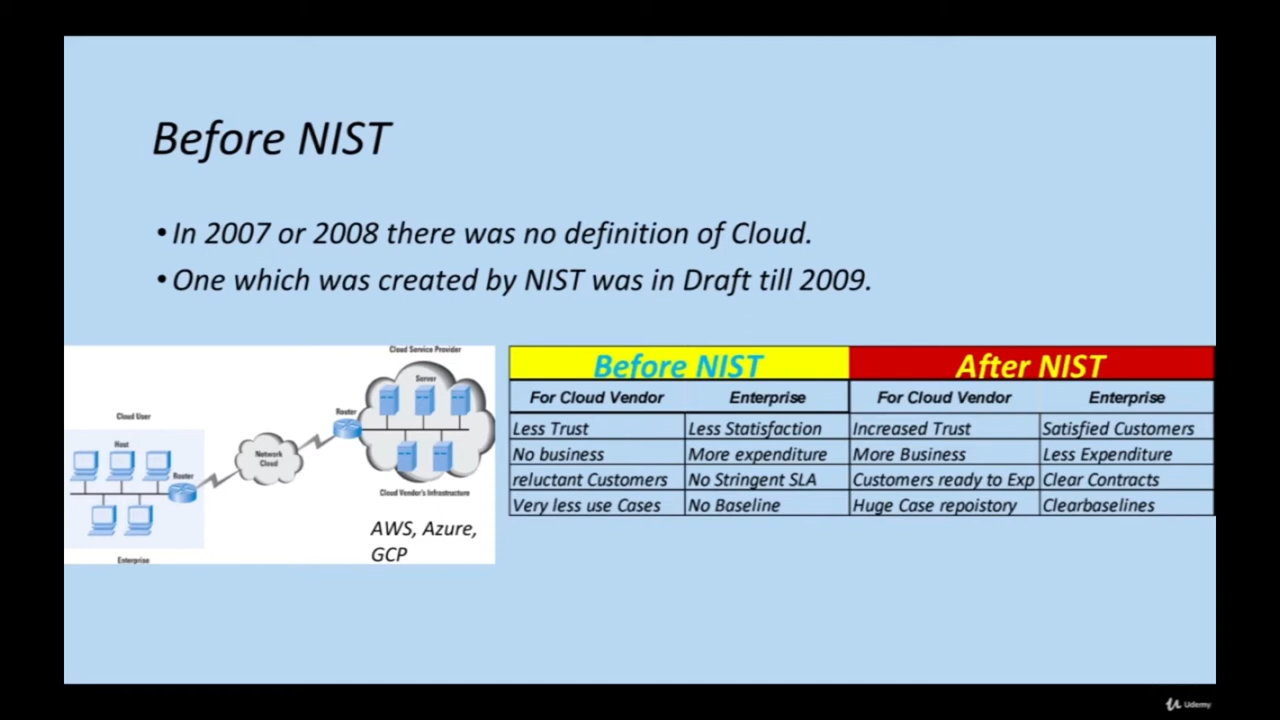 Before NIST
• In 2007 or 2008 there was no definition of Cloud.
• One which was created by NIST was in Draft till 2009.
Cloud Service Provider
Server
Cloud User
Host
Router
Network
Cloud
Router
Cloud Vendor's Infrastructure
Enterprise
AWS, Azure,
GCP
Before NIST After NIST
For Cloud Vendor Enterprise For Cloud Vendor Enterprise
Less Trust Less Statisfaction Increased Trust Satisfied Customers
No business More expenditure More Business Less Expenditure
reluctant Customers No Stringent SLA Customers ready to Exp Clear Contracts
Very less use Cases No Baseline Huge Case repoistory Clearbaselines
Udemy